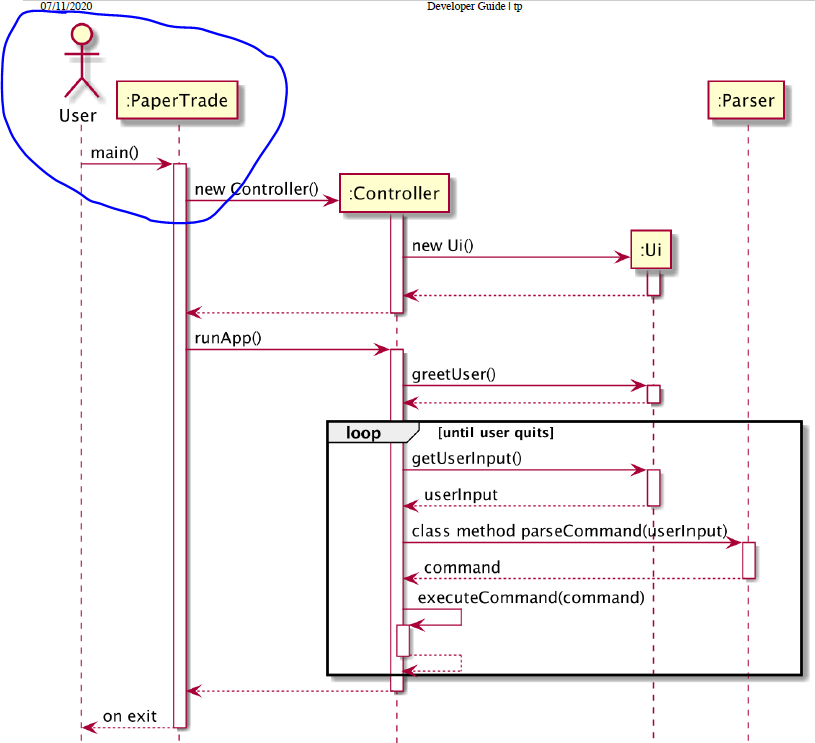 07/11/2020 Developer Guide | tp
User
:PaperTrade
:Parser
main()
new Controller()
:Controller
new Ui()
:Ui
runApp()
greetUser()
loop [until user quits]
getUserInput()
userInput
class method parseCommand(userInput)
command
executeCommand(command)
on exit